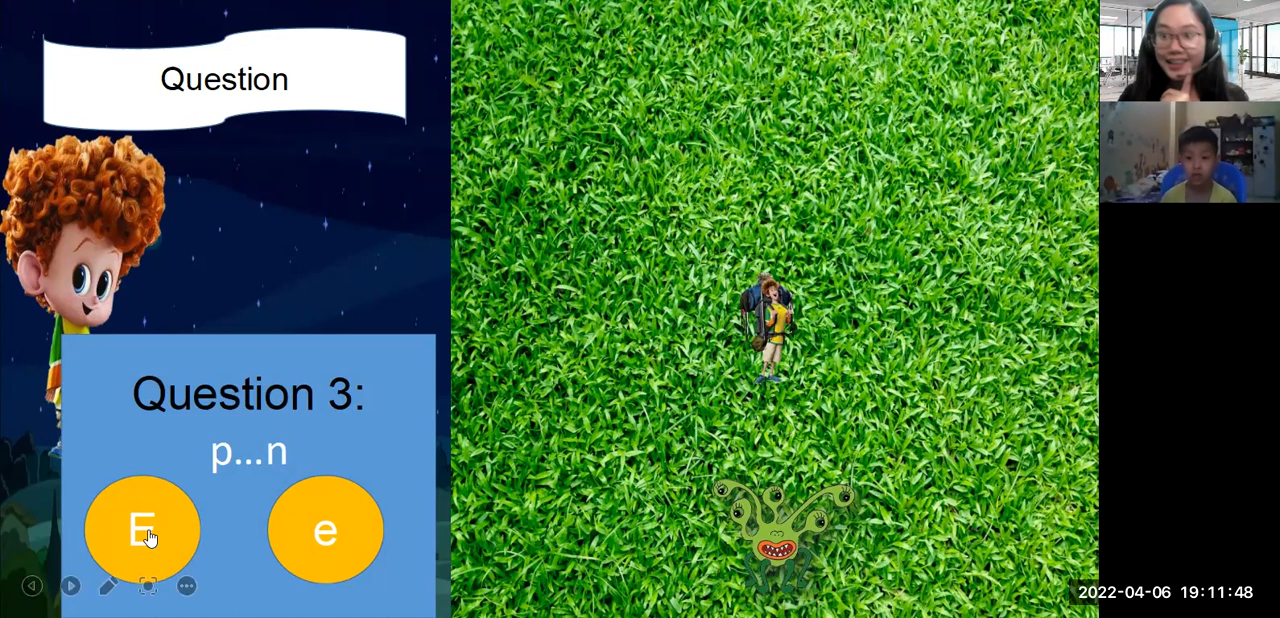 Question
Question 3:
p...n
E
e
2022-04-06 19:11:48